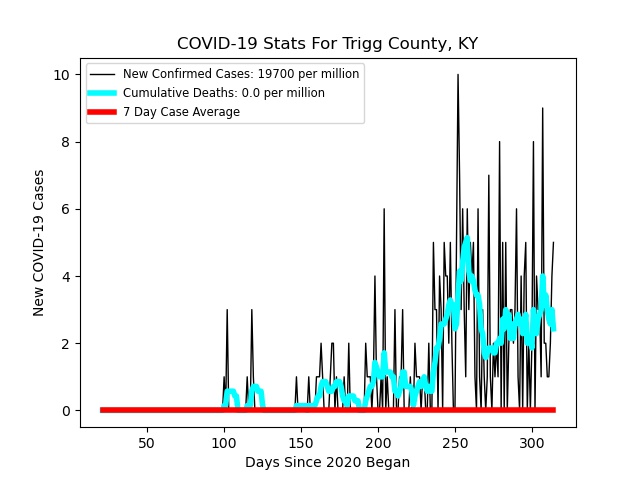 COVID-19 Stats For Trigg County, KY
New Confirmed Cases: 19700 per million
Cumulative Deaths: 0.0 per million
7 Day Case Average
New COVID-19 Cases
10
8
6
4
2
0
50 100 150 200 250 300
Days Since 2020 Began